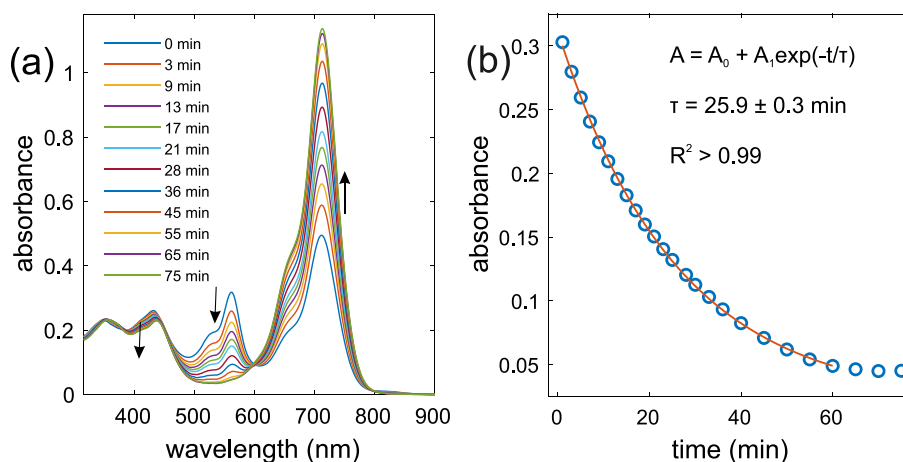 (a)
absorbance
1
0.8
0.6
0.4
0.2
0
0 min
3 min
9 min
13 min
17 min
21 min
28 min
36 min
45 min
55 min
65 min
75 min
400 500 600 700 800 900
wavelength (nm)
(b)
absorbance
0.3
0.25
0.2
0.15
0.1
0.05
0
A = A₀ + A₁exp(-t/τ)
τ = 25.9 ± 0.3 min
R² > 0.99
0 20 40 60
time (min)